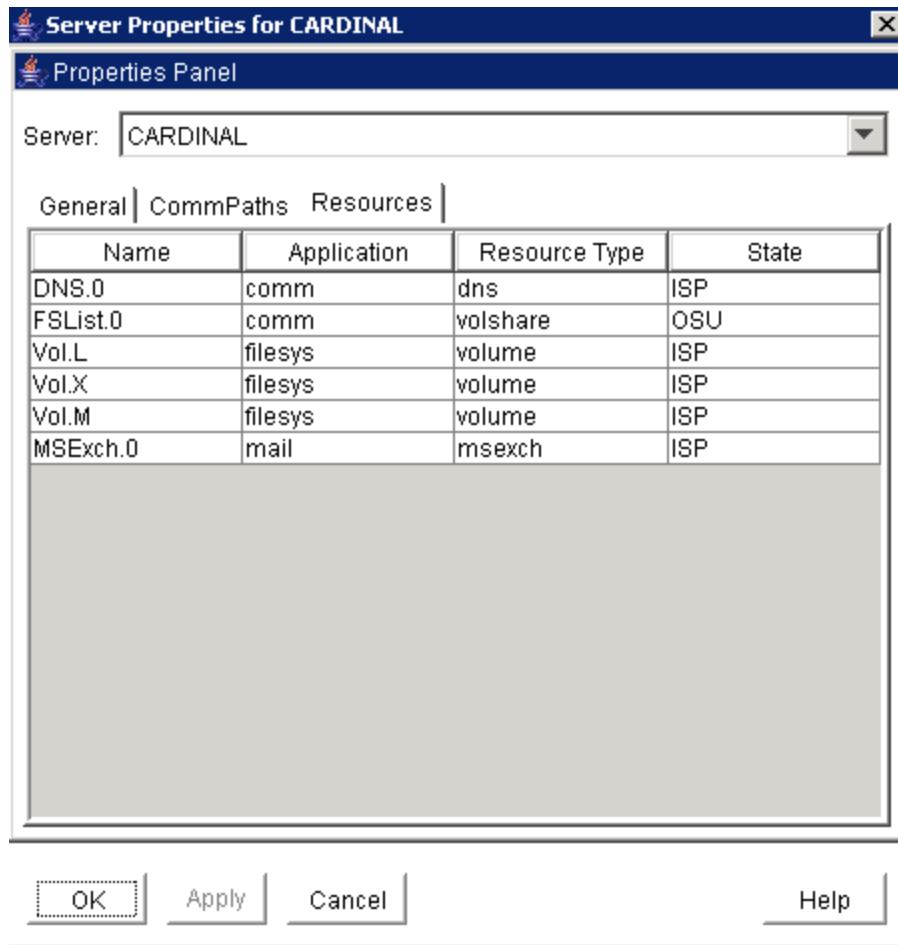 Server Properties for CARDINAL
Properties Panel
Server: CARDINAL
General CommPaths Resources
Name Application Resource Type State
DNS.0 comm dns ISP
FSList.0 comm volshare OSU
Vol.L filesys volume ISP
Vol.X filesys volume ISP
Vol.M filesys volume ISP
MSExch.0 mail msexch ISP
OK Apply Cancel Help